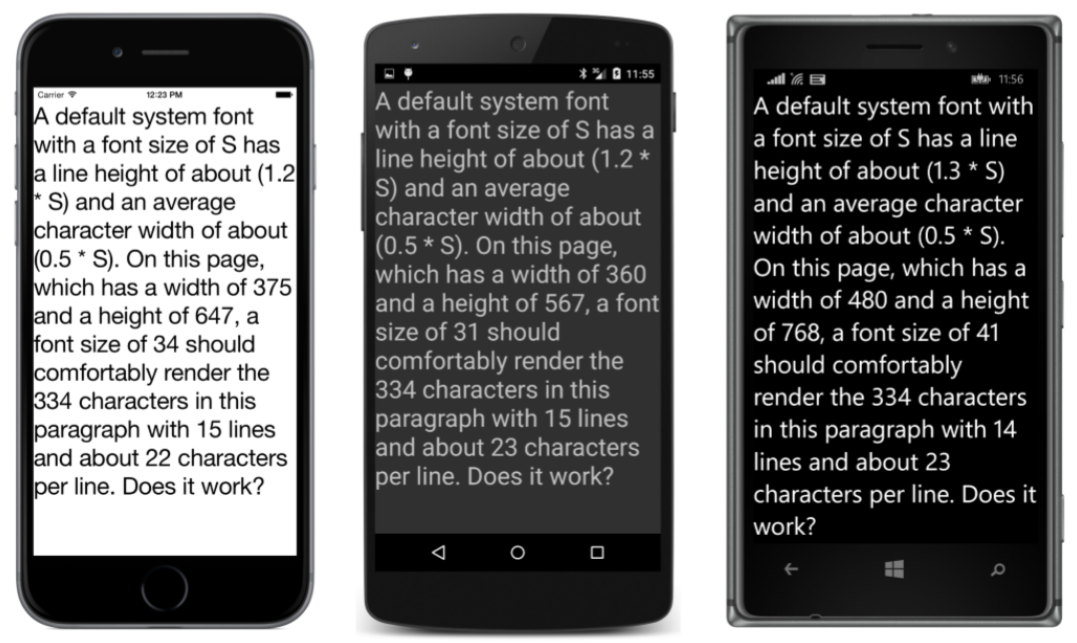 Carrier 12:23 PM
A default system font
with a font size of S has
a line height of about (1.2
* S) and an average
character width of about
(0.5 * S). On this page,
which has a width of 375
and a height of 647, a
font size of 34 should
comfortably render the
334 characters in this
paragraph with 15 lines
and about 22 characters
per line. Does it work?
3G 11:55
A default system font
with a font size of S has a
line height of about (1.2 *
S) and an average
character width of about
(0.5 * S). On this page,
which has a width of 360
and a height of 567, a font
size of 31 should
comfortably render the
334 characters in this
paragraph with 15 lines
and about 23 characters
per line. Does it work?
11:56
A default system font with
a font size of S has a line
height of about (1.3 * S)
and an average character
width of about (0.5 * S).
On this page, which has a
width of 480 and a height
of 768, a font size of 41
should comfortably
render the 334 characters
in this paragraph with 14
lines and about 23
characters per line. Does it
work?